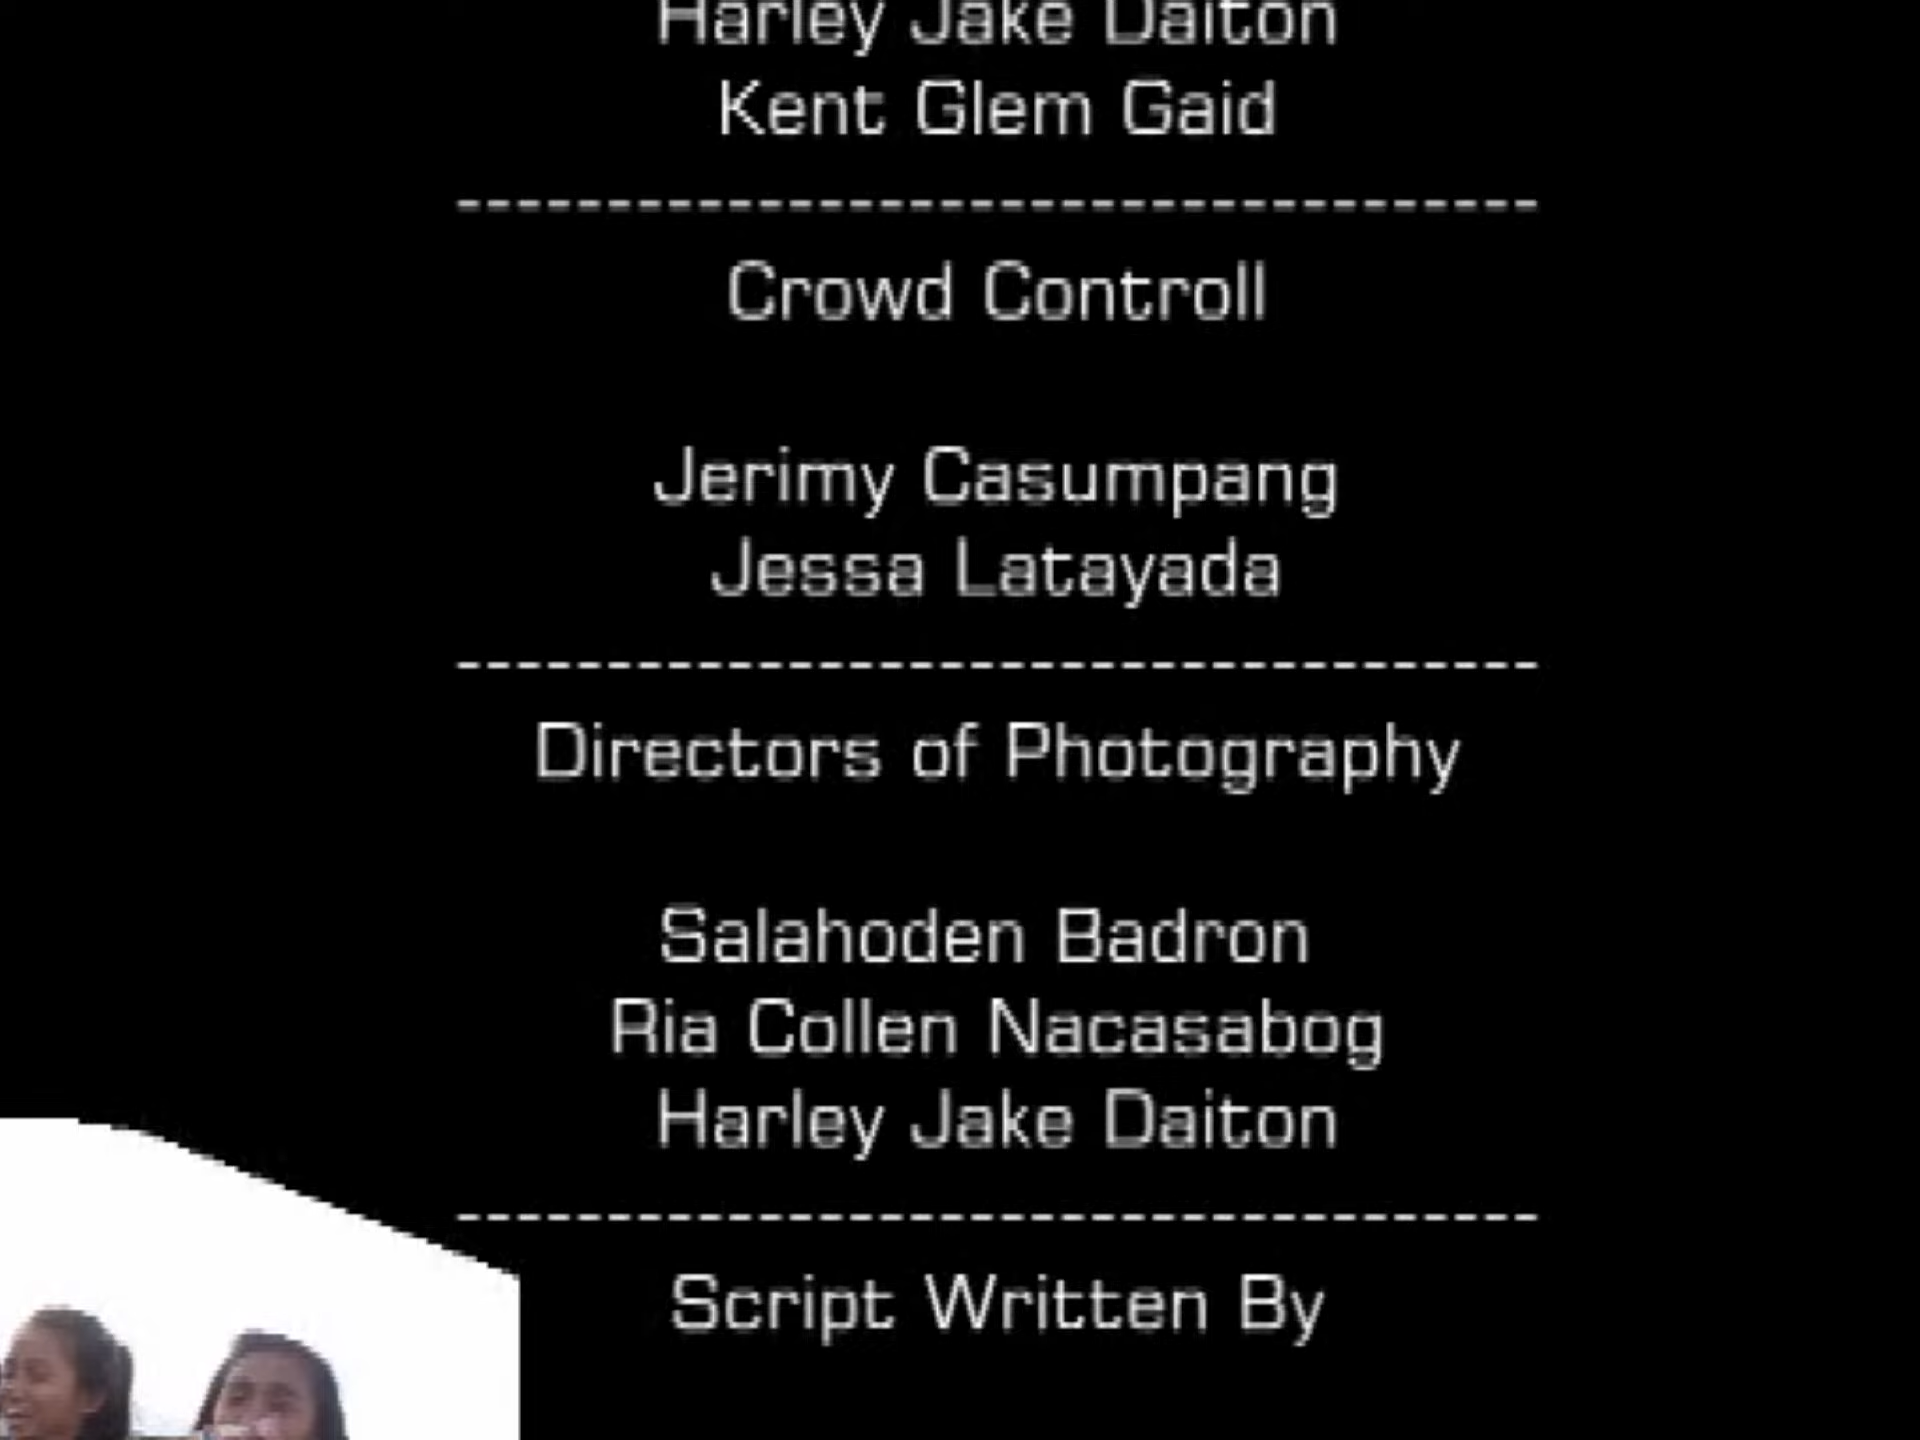 Harley Jake Daiton
Kent Glem Gaid
------------------------------------
Crowd Controll
Jerimy Casumpang
Jessa Latayada
------------------------------------
Directors of Photography
Salahoden Badron
Ria Collen Nacasabog
Harley Jake Daiton
------------------------------------
Script Written By